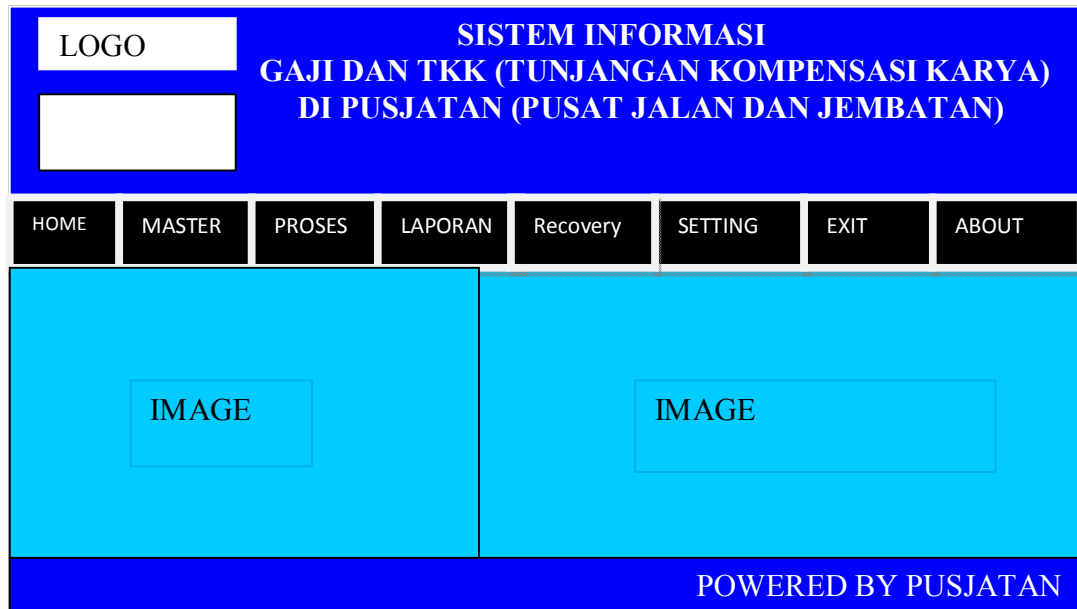 LOGO
SISTEM INFORMASI
GAJI DAN TKK (TUNJANGAN KOMPENSASI KARYA)
DI PUSJATAN (PUSAT JALAN DAN JEMBATAN)
HOME MASTER PROSES LAPORAN Recovery SETTING EXIT ABOUT
IMAGE IMAGE
POWERED BY PUSJATAN